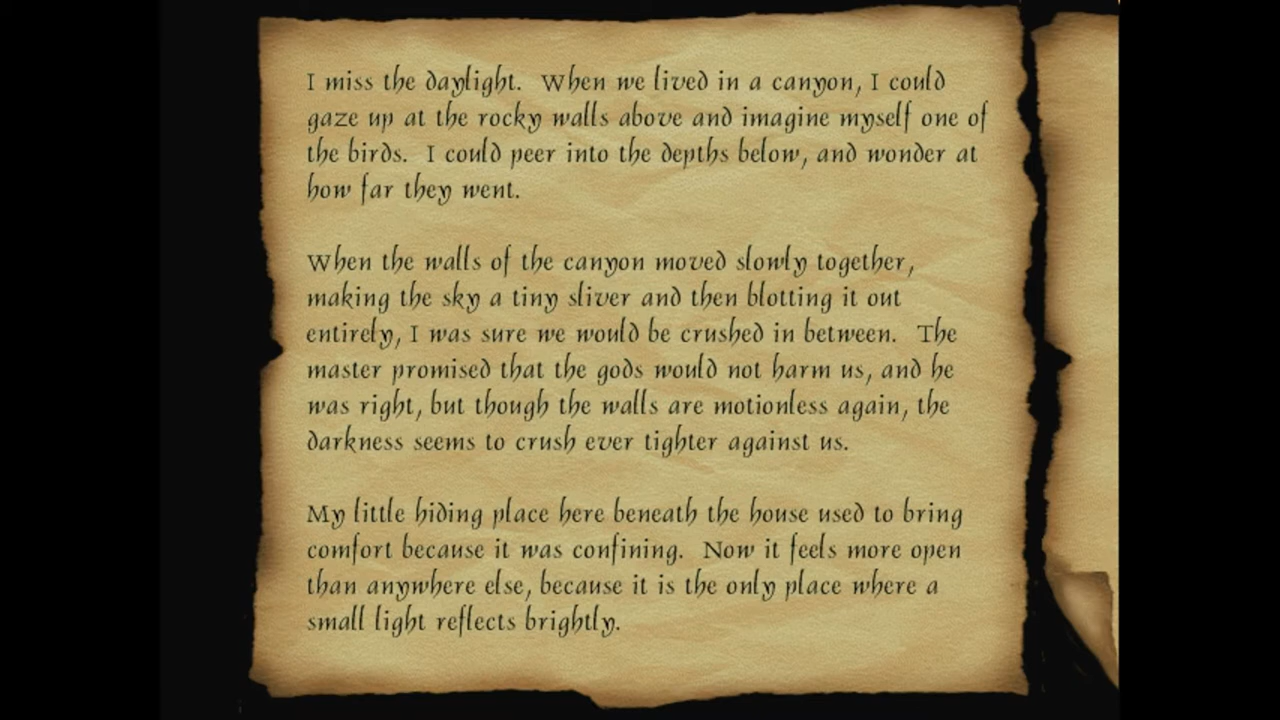 I miss the daylight.  When we lived in a canyon, I could
gaze up at the rocky walls above and imagine myself one of
the birds.  I could peer into the depths below, and wonder at
how far they went.

When the walls of the canyon moved slowly together,
making the sky a tiny sliver and then blotting it out
entirely, I was sure we would be crushed in between.  The
master promised that the gods would not harm us, and he
was right, but though the walls are motionless again, the
darkness seems to crush ever tighter against us.

My little hiding place here beneath the house used to bring
comfort because it was confining.  Now it feels more open
than anywhere else, because it is the only place where a
small light reflects brightly.